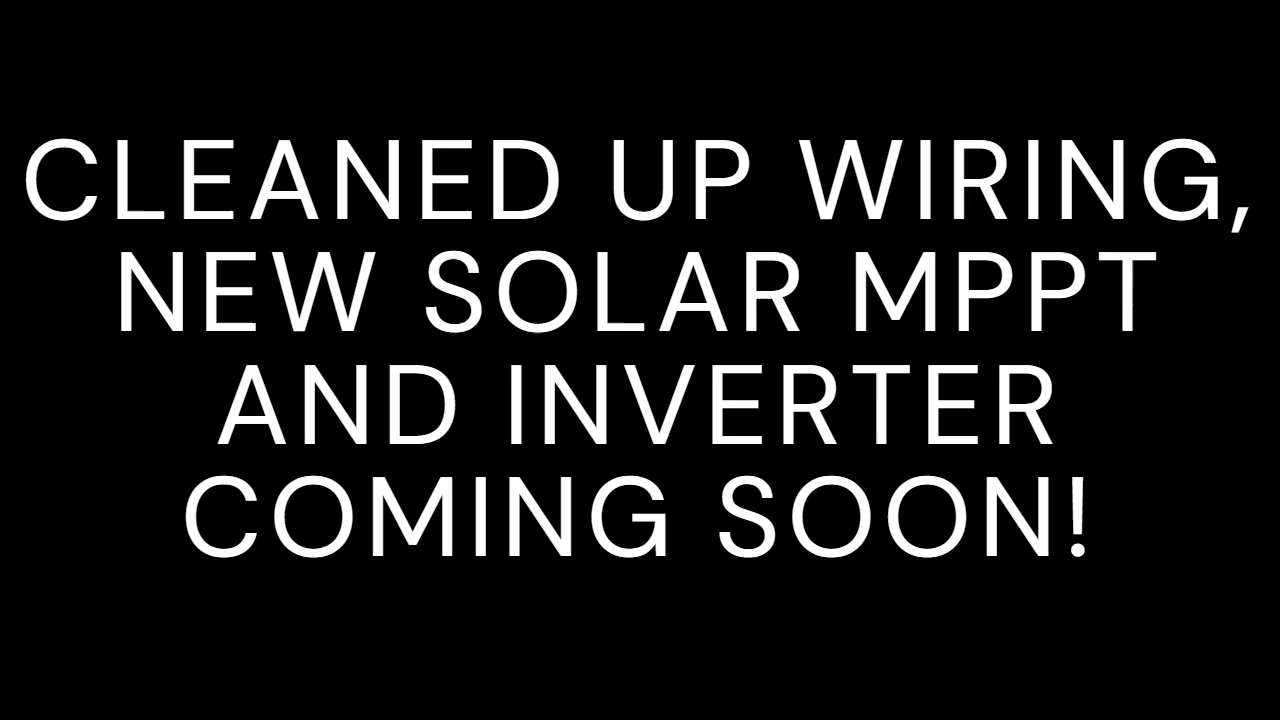 CLEANED UP WIRING,
NEW SOLAR MPPT
AND INVERTER
COMING SOON!